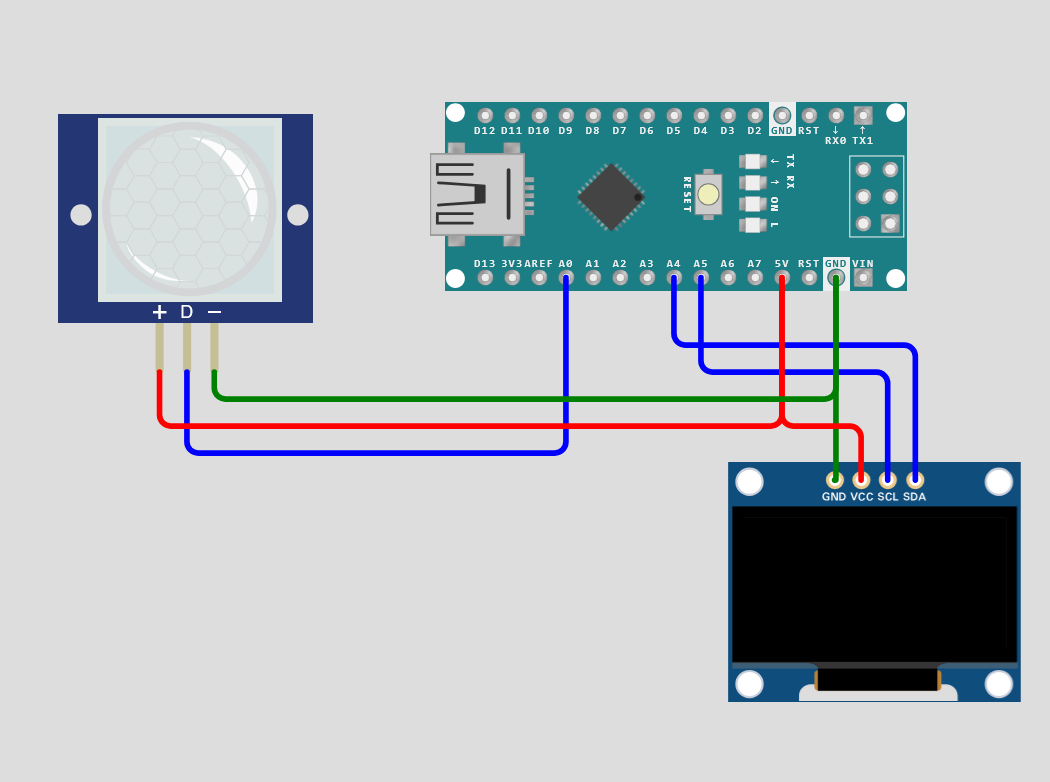 D12 D11 D10 D9 D8 D7 D6 D5 D4 D3 D2 GND RST
↓ ↑
RX0 TX1
← TX
→ RX
RESET
ON
L
D13 3V3 AREF A0 A1 A2 A3 A4 A5 A6 A7 5V RST GND VIN
+ D −
GND VCC SCL SDA